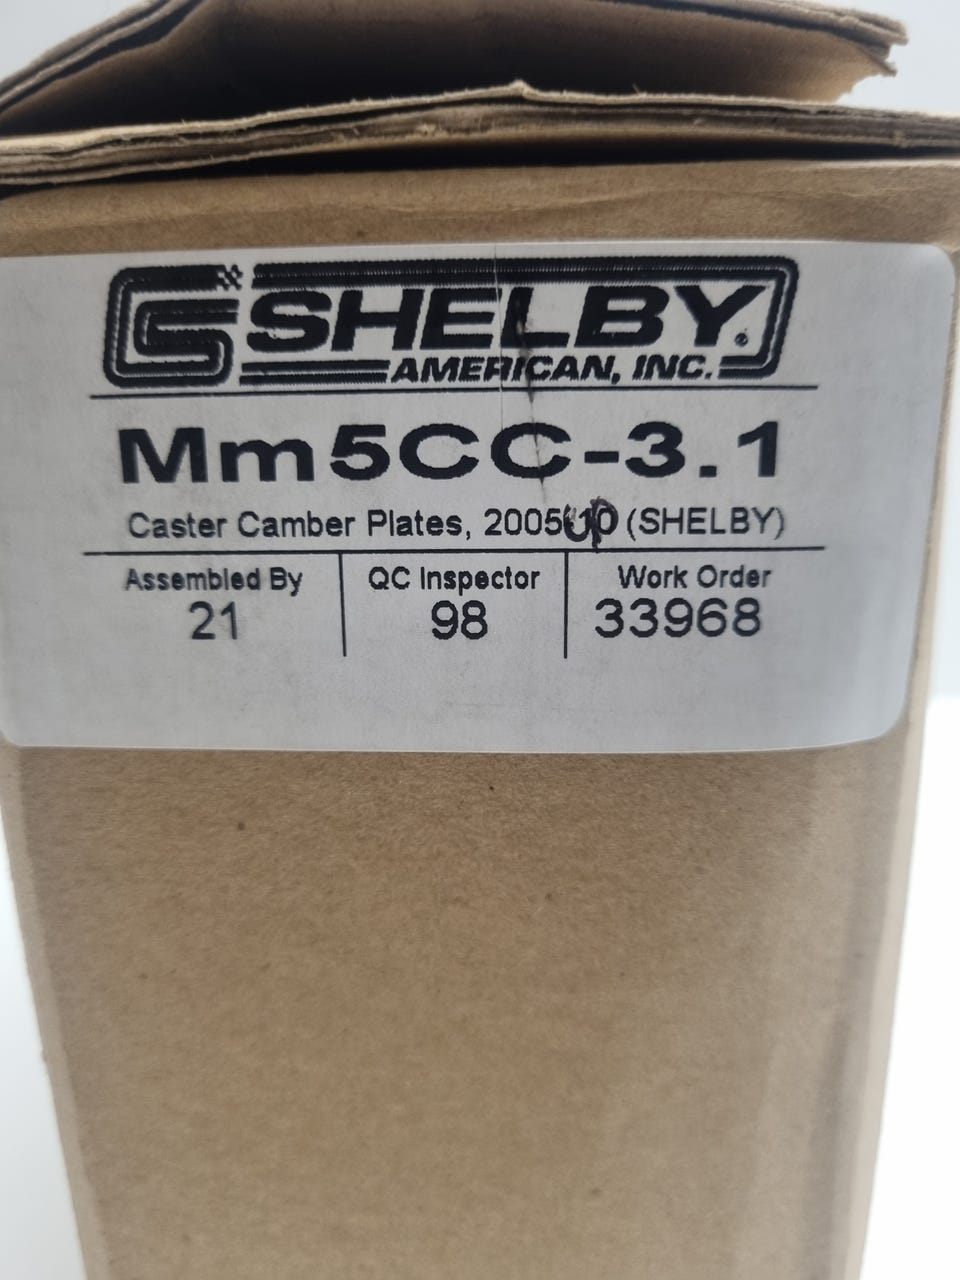 SHELBY®
AMERICAN, INC.
Mm5CC-3.1
Caster Camber Plates, 2005up (SHELBY)
Assembled By
21
QC Inspector
98
Work Order
33968